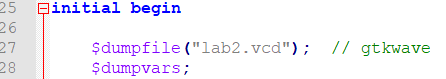 25 initial begin
26
27 $dumpfile("lab2.vcd"); // gtkwave
28 $dumpvars;